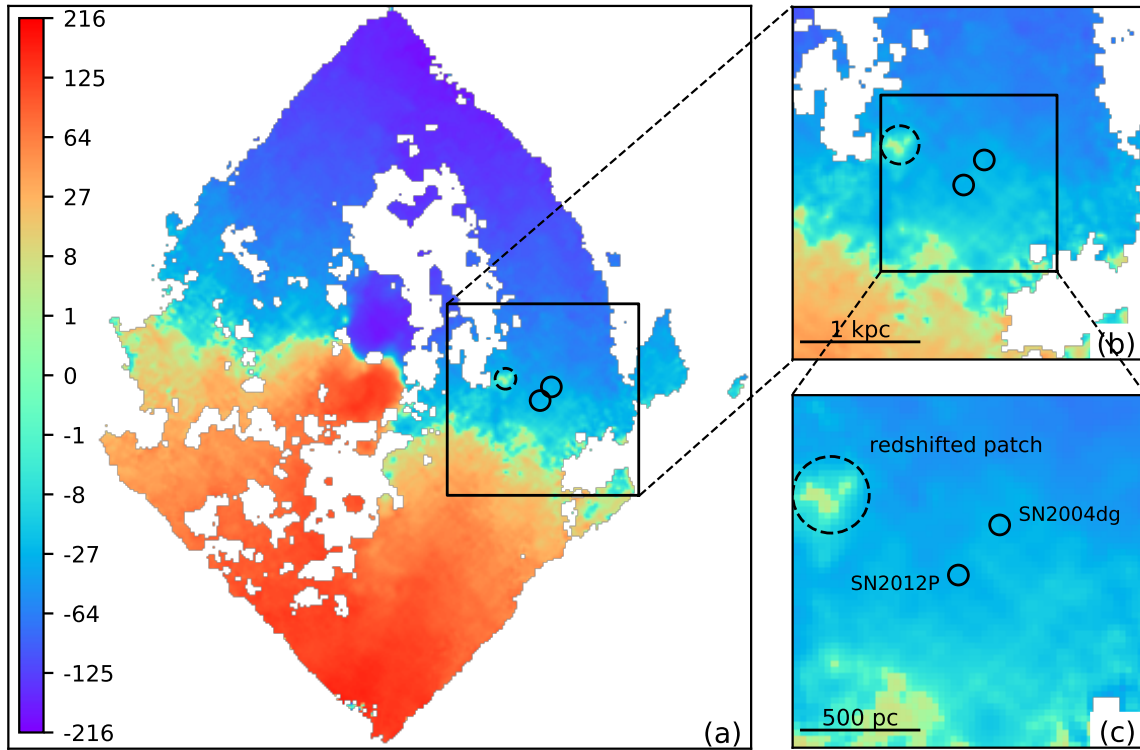 216
125
64
27
8
1
0
-1
-8
-27
-64
-125
-216
(a)
1 kpc
(b)
redshifted patch
SN2004dg
SN2012P
500 pc
(c)